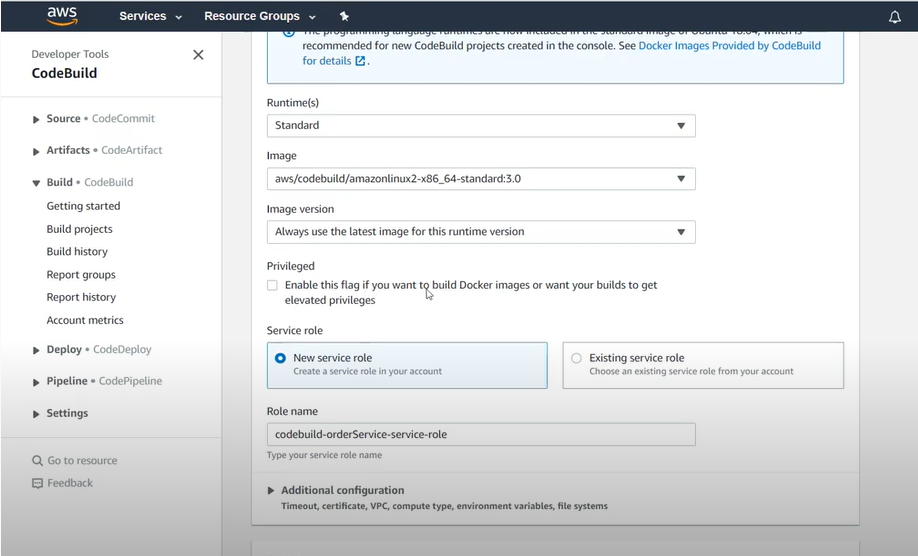 aws
Services
Resource Groups
Developer Tools
CodeBuild
Source • CodeCommit
Artifacts • CodeArtifact
Build • CodeBuild
Getting started
Build projects
Build history
Report groups
Report history
Account metrics
Deploy • CodeDeploy
Pipeline • CodePipeline
Settings
Go to resource
Feedback
The programming language runtimes are now included in the standard image of Ubuntu 18.04, which is
recommended for new CodeBuild projects created in the console. See Docker Images Provided by CodeBuild
for details.
Runtime(s)
Standard
Image
aws/codebuild/amazonlinux2-x86_64-standard:3.0
Image version
Always use the latest image for this runtime version
Privileged
Enable this flag if you want to build Docker images or want your builds to get
elevated privileges
Service role
New service role
Create a service role in your account
Existing service role
Choose an existing service role from your account
Role name
codebuild-orderService-service-role
Type your service role name
Additional configuration
Timeout, certificate, VPC, compute type, environment variables, file systems